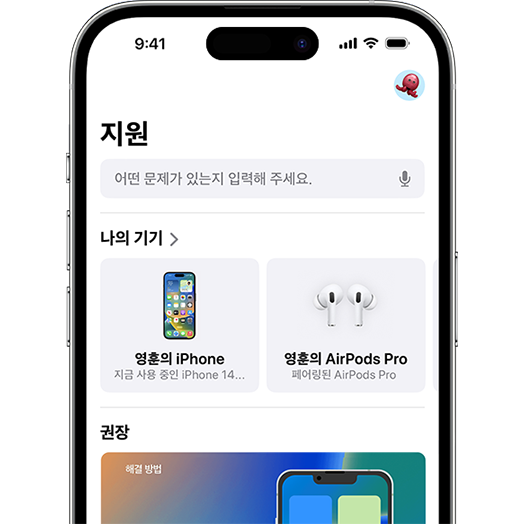 9:41
지원
어떤 문제가 있는지 입력해 주세요.
나의 기기
영훈의 iPhone
지금 사용 중인 iPhone 14...
영훈의 AirPods Pro
페어링된 AirPods Pro
권장
해결 방법